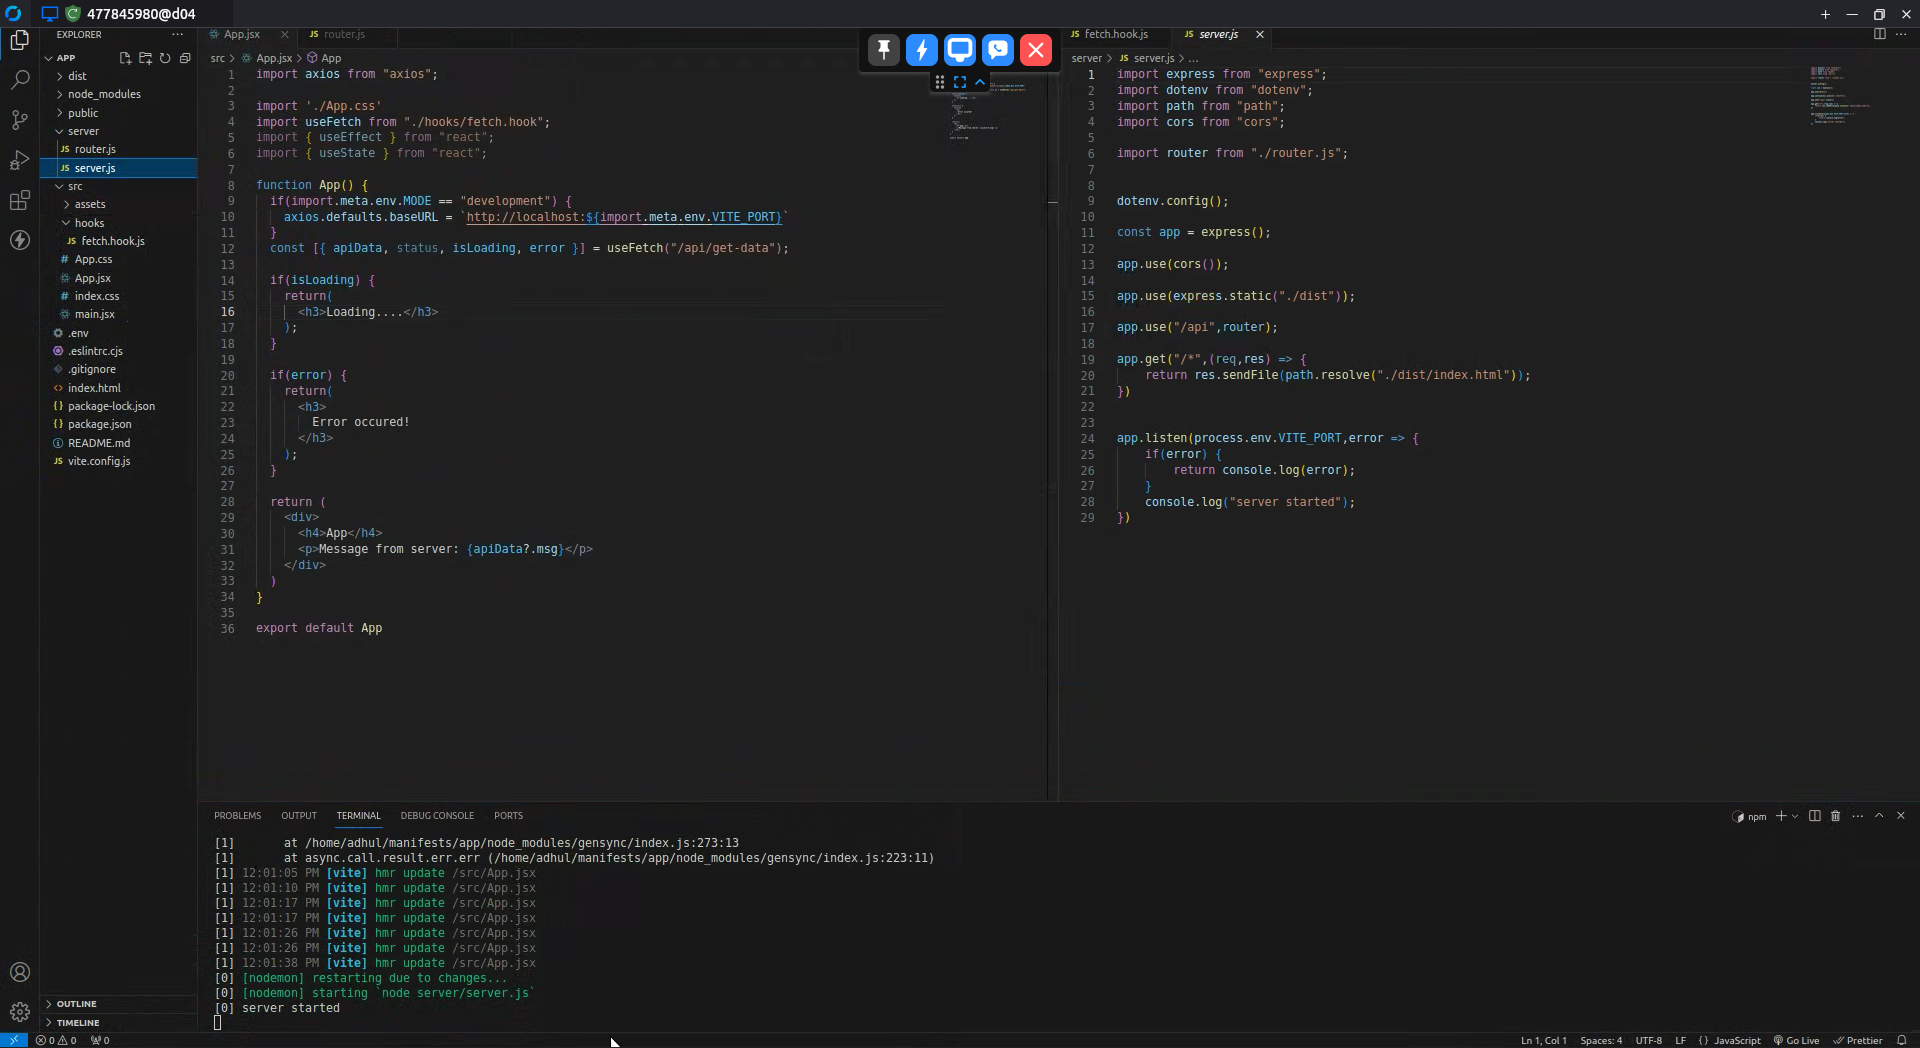 477845980@d04
EXPLORER
APP
dist
node_modules
public
server
JS router.js
JS server.js
src
assets
hooks
JS fetch.hook.js
# App.css
App.jsx
# index.css
main.jsx
.env
.eslintrc.cjs
.gitignore
<> index.html
{} package-lock.json
{} package.json
README.md
JS vite.config.js
OUTLINE
TIMELINE
App.jsx
JS router.js
src > App.jsx > App
1 import axios from "axios";
2
3 import './App.css'
4 import useFetch from "./hooks/fetch.hook";
5 import { useEffect } from "react";
6 import { useState } from "react";
7
8 function App() {
9 if(import.meta.env.MODE == "development") {
10 axios.defaults.baseURL = `http://localhost:${import.meta.env.VITE_PORT}`
11 }
12 const [{ apiData, status, isLoading, error }] = useFetch("/api/get-data");
13
14 if(isLoading) {
15 return(
16 <h3>Loading....</h3>
17 );
18 }
19
20 if(error) {
21 return(
22 <h3>
23 Error occured!
24 </h3>
25 );
26 }
27
28 return (
29 <div>
30 <h4>App</h4>
31 <p>Message from server: {apiData?.msg}</p>
32 </div>
33 )
34 }
35
36 export default App
fetch.hook.js
JS server.js
server > JS server.js > ...
1 import express from "express";
2 import dotenv from "dotenv";
3 import path from "path";
4 import cors from "cors";
5
6 import router from "./router.js";
7
8
9 dotenv.config();
10
11 const app = express();
12
13 app.use(cors());
14
15 app.use(express.static("./dist"));
16
17 app.use("/api",router);
18
19 app.get("/*",(req,res) => {
20 return res.sendFile(path.resolve("./dist/index.html"));
21 })
22
23
24 app.listen(process.env.VITE_PORT,error => {
25 if(error) {
26 return console.log(error);
27 }
28 console.log("server started");
29 })
PROBLEMS OUTPUT TERMINAL DEBUG CONSOLE PORTS
npm
[1] at /home/adhul/manifests/app/node_modules/gensync/index.js:273:13
[1] at async.call.result.err.err (/home/adhul/manifests/app/node_modules/gensync/index.js:223:11)
[1] 12:01:05 PM [vite] hmr update /src/App.jsx
[1] 12:01:10 PM [vite] hmr update /src/App.jsx
[1] 12:01:17 PM [vite] hmr update /src/App.jsx
[1] 12:01:17 PM [vite] hmr update /src/App.jsx
[1] 12:01:26 PM [vite] hmr update /src/App.jsx
[1] 12:01:26 PM [vite] hmr update /src/App.jsx
[1] 12:01:38 PM [vite] hmr update /src/App.jsx
[0] [nodemon] restarting due to changes...
[0] [nodemon] starting `node server/server.js`
[0] server started
0 0 0
Ln 1, Col 1 Spaces: 4 UTF-8 LF {} JavaScript Go Live Prettier